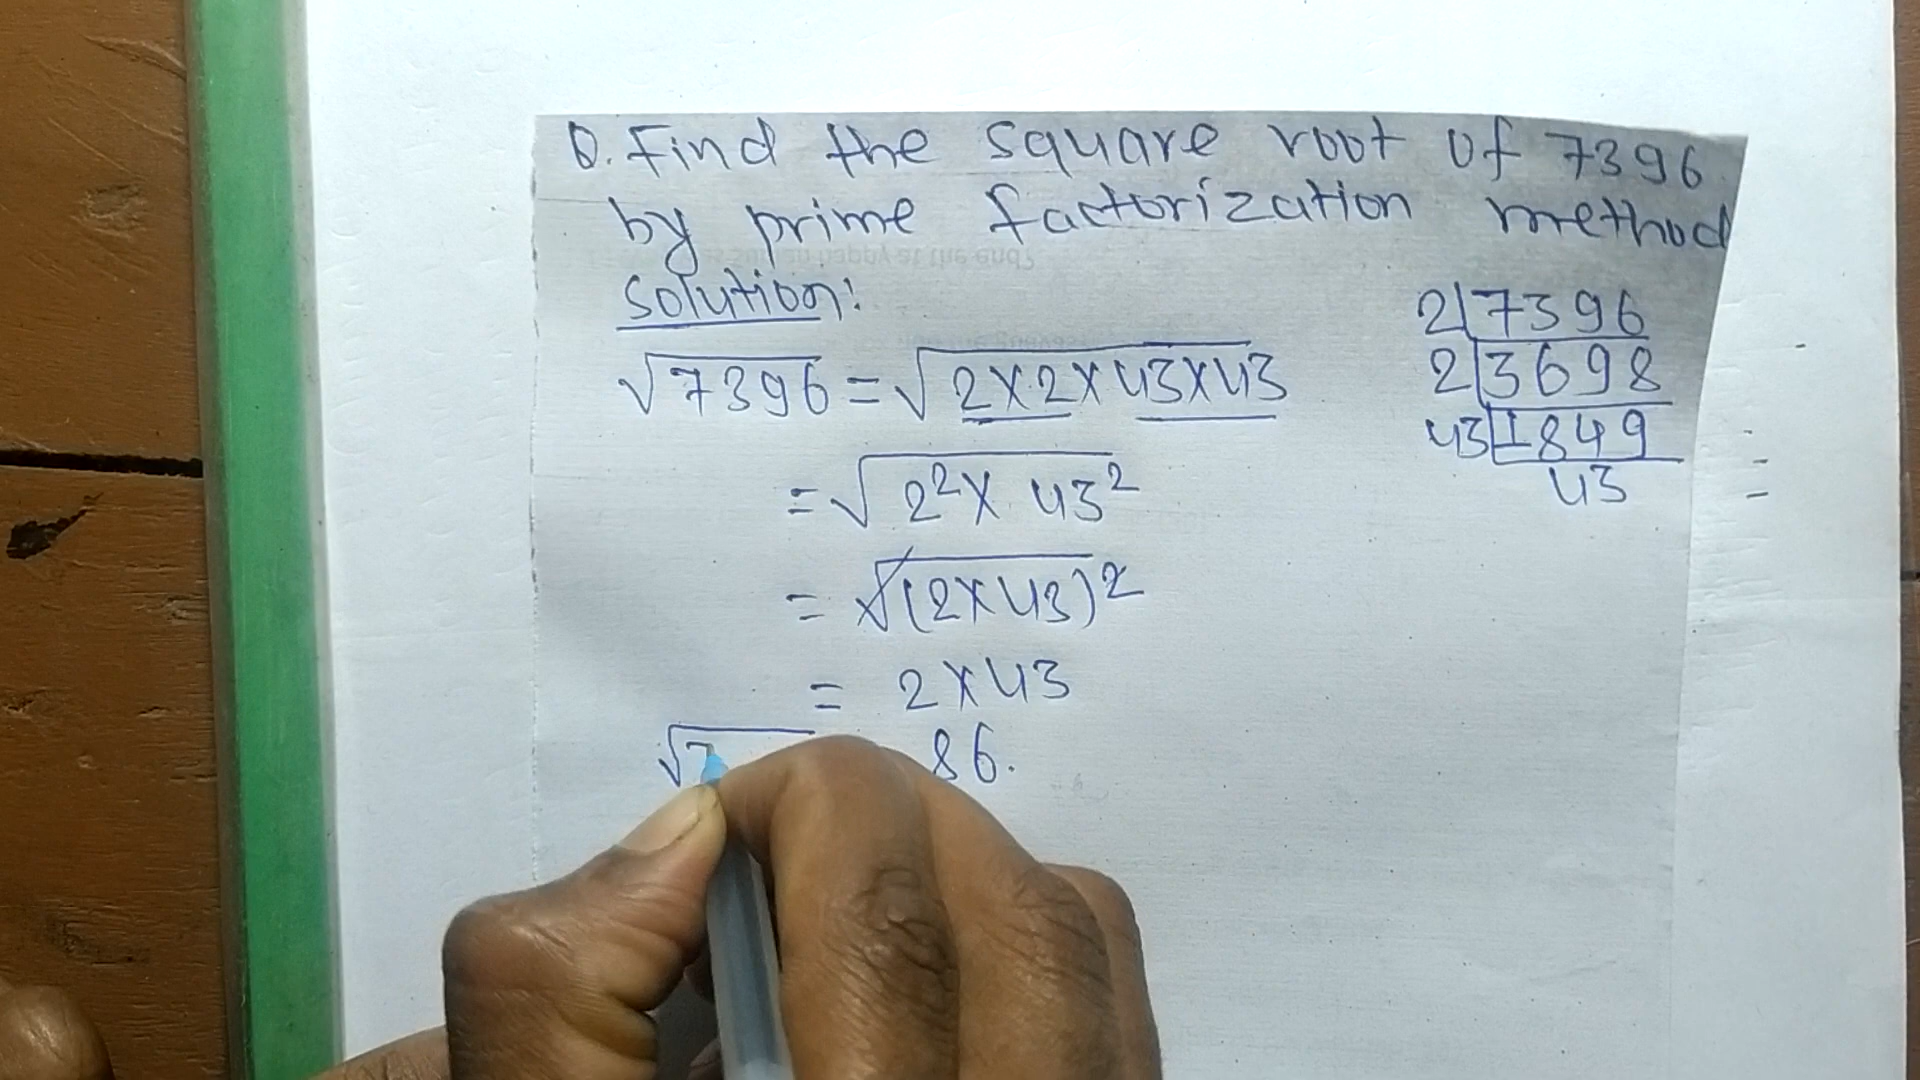 Q. Find the square root of 7396
by prime factorization method
Solution:
√7396 = √2×2×43×43
= √2²× 43²
= √(2×43)²
= 2×43
√7 86.
2|7396
2|3698
43|1849
43